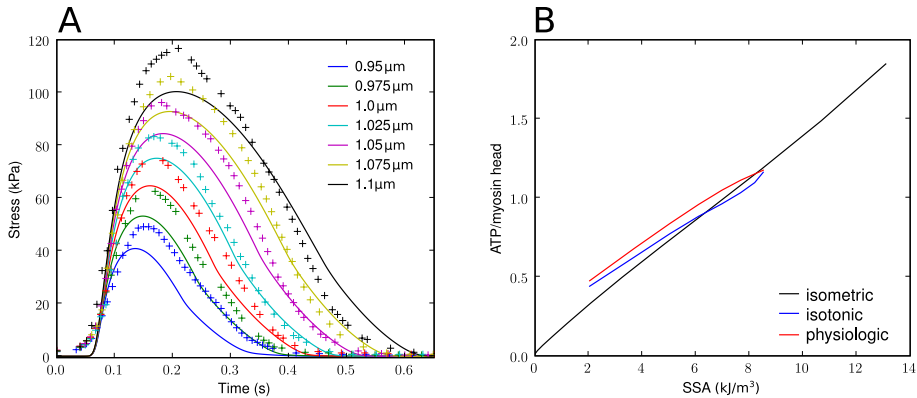 A
Stress (kPa)
120
100
80
60
40
20
0
0.0 0.1 0.2 0.3 0.4 0.5 0.6
Time (s)
0.95μm
0.975μm
1.0μm
1.025μm
1.05μm
1.075μm
1.1μm
B
ATP/myosin head
2.0
1.5
1.0
0.5
0.0
0 2 4 6 8 10 12 14
SSA (kJ/m³)
isometric
isotonic
physiologic